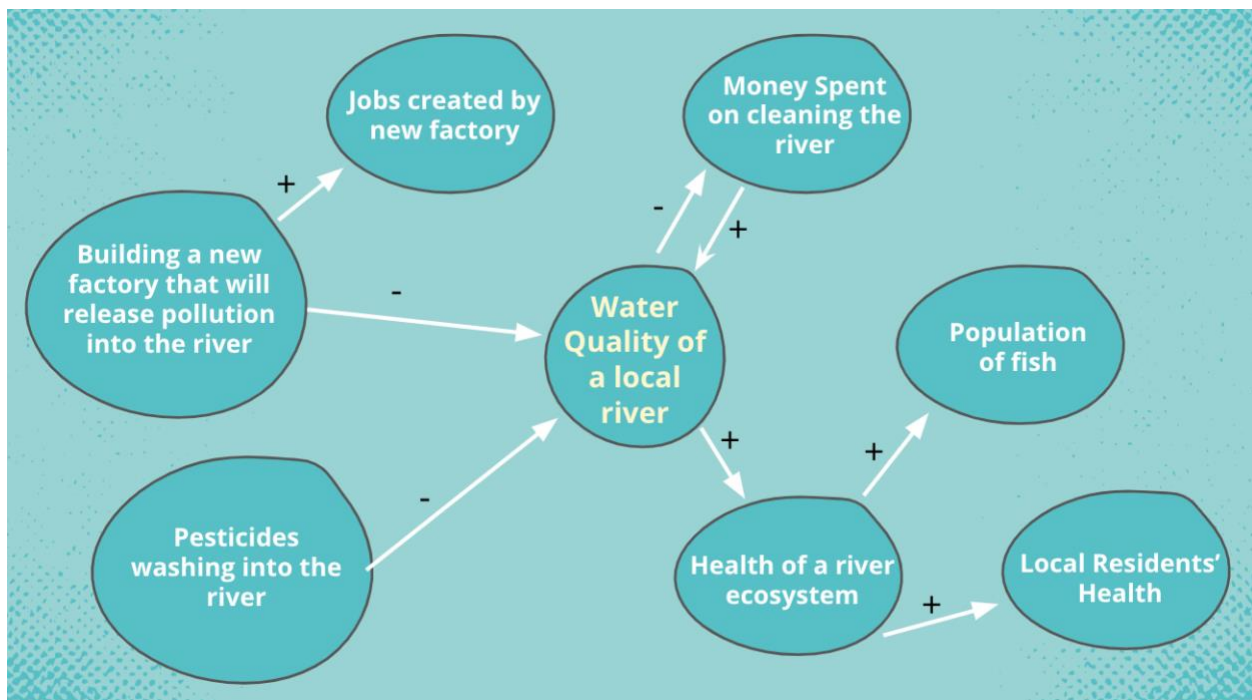 Jobs created by
new factory
Money Spent
on cleaning the
river
+
-
+
Building a new
factory that will
release pollution
into the river
-
Water
Quality of
a local
river
Population
of fish
+
+
-
Pesticides
washing into the
river
Health of a river
ecosystem
Local Residents’
Health
+